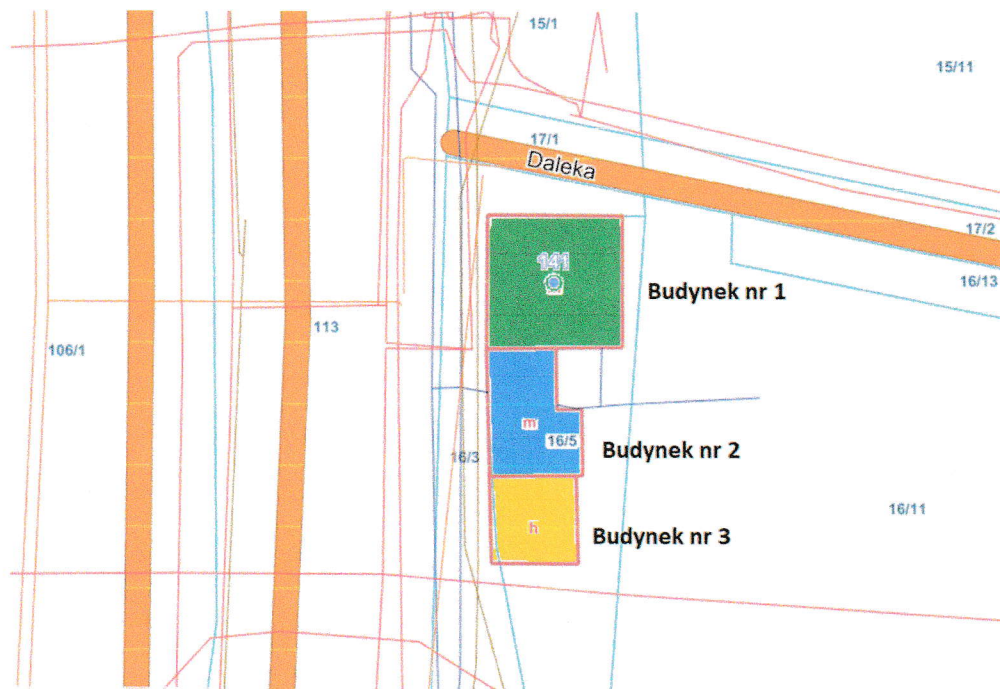 15/1
15/11
17/1
Daleka
17/2
141
16/13
Budynek nr 1
113
106/1
m
16/5
Budynek nr 2
16/3
16/11
h
Budynek nr 3